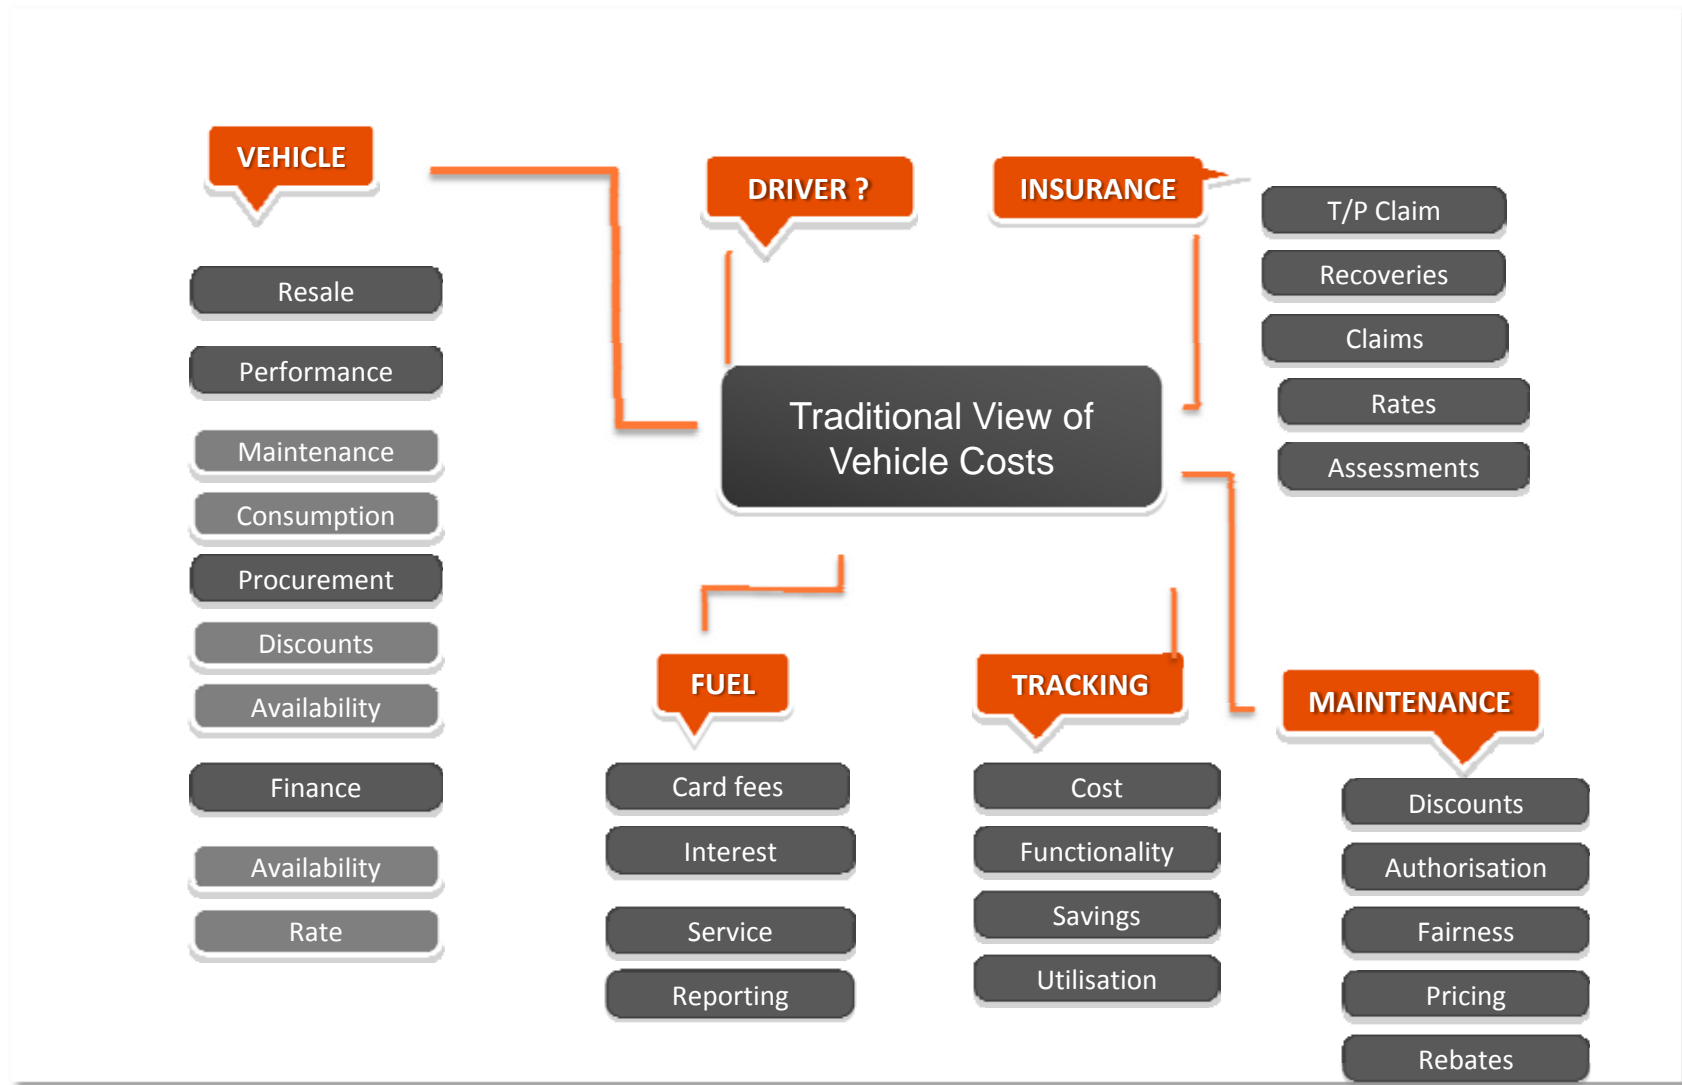 VEHICLE
Resale
Performance
Maintenance
Consumption
Procurement
Discounts
Availability
Finance
Availability
Rate
DRIVER ?
INSURANCE
T/P Claim
Recoveries
Claims
Rates
Assessments
Traditional View of
Vehicle Costs
FUEL
Card fees
Interest
Service
Reporting
TRACKING
Cost
Functionality
Savings
Utilisation
MAINTENANCE
Discounts
Authorisation
Fairness
Pricing
Rebates